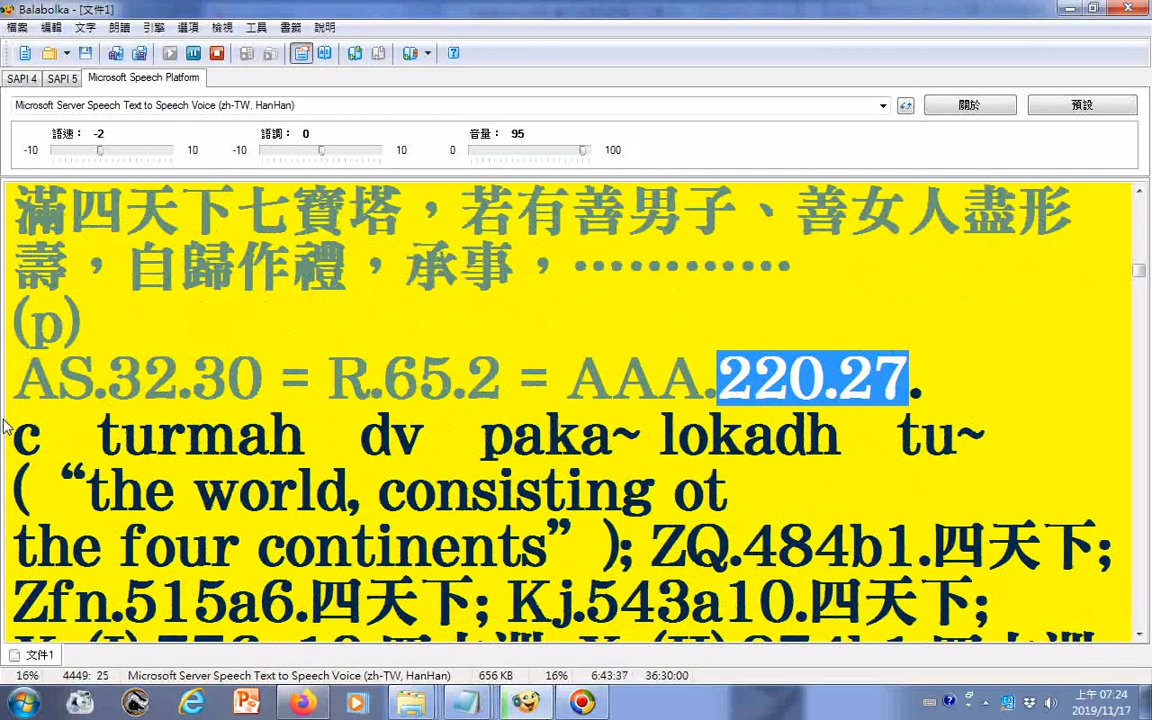 Balabolka - [文件1]
檔案 編輯 文字 朗讀 引擎 選項 檢視 工具 書籤 說明
SAPI 4 SAPI 5 Microsoft Speech Platform
Microsoft Server Speech Text to Speech Voice (zh-TW, HanHan) 關於 預設
語速： -2 語調： 0 音量： 95
-10 10 -10 10 0 100
滿四天下七寶塔，若有善男子、善女人盡形
壽，自歸作禮，承事，…………
(p)
AS.32.30 = R.65.2 = AAA.220.27.
c turmah dv paka~ lokadh tu~
( “the world, consisting ot
the four continents” ); ZQ.484b1.四天下;
Zfn.515a6.四天下; Kj.543a10.四天下;
文件1
16% 4449: 25 Microsoft Server Speech Text to Speech Voice (zh-TW, HanHan) 656 KB 16% 6:43:37 36:30:00
上午 07:24
2019/11/17